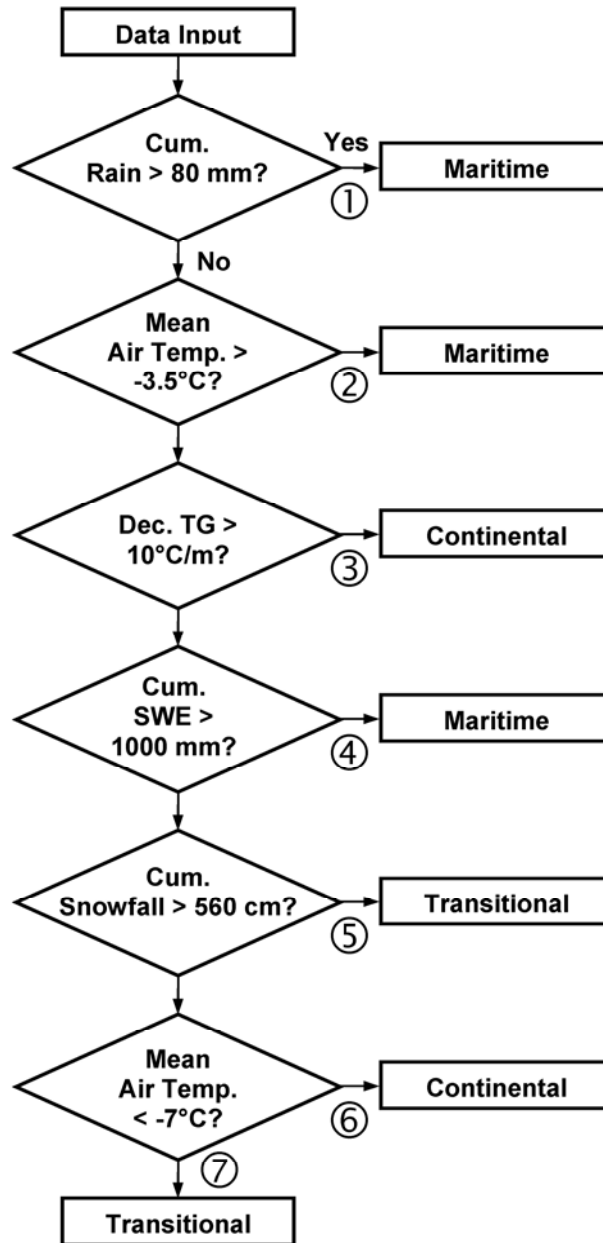 Data Input
Cum.
Rain > 80 mm?
Yes
①
Maritime
No
Mean
Air Temp. >
-3.5°C?
②
Maritime
Dec. TG >
10°C/m?
③
Continental
Cum.
SWE >
1000 mm?
④
Maritime
Cum.
Snowfall > 560 cm?
⑤
Transitional
Mean
Air Temp.
< -7°C?
⑥
Continental
⑦
Transitional